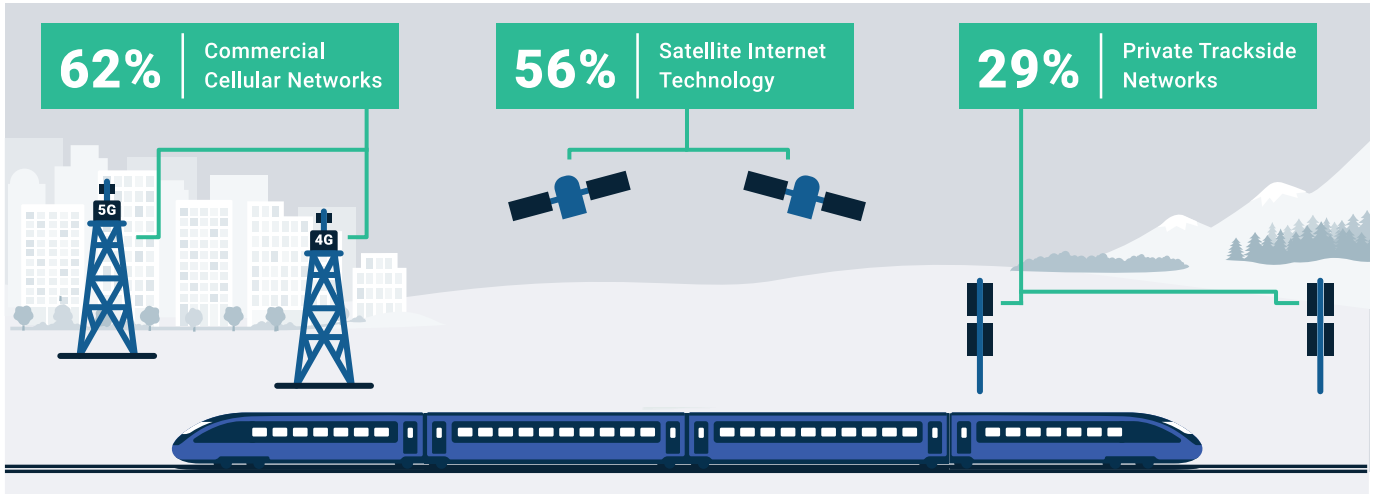 62%
Commercial
Cellular Networks
56%
Satellite Internet
Technology
29%
Private Trackside
Networks
5G
4G